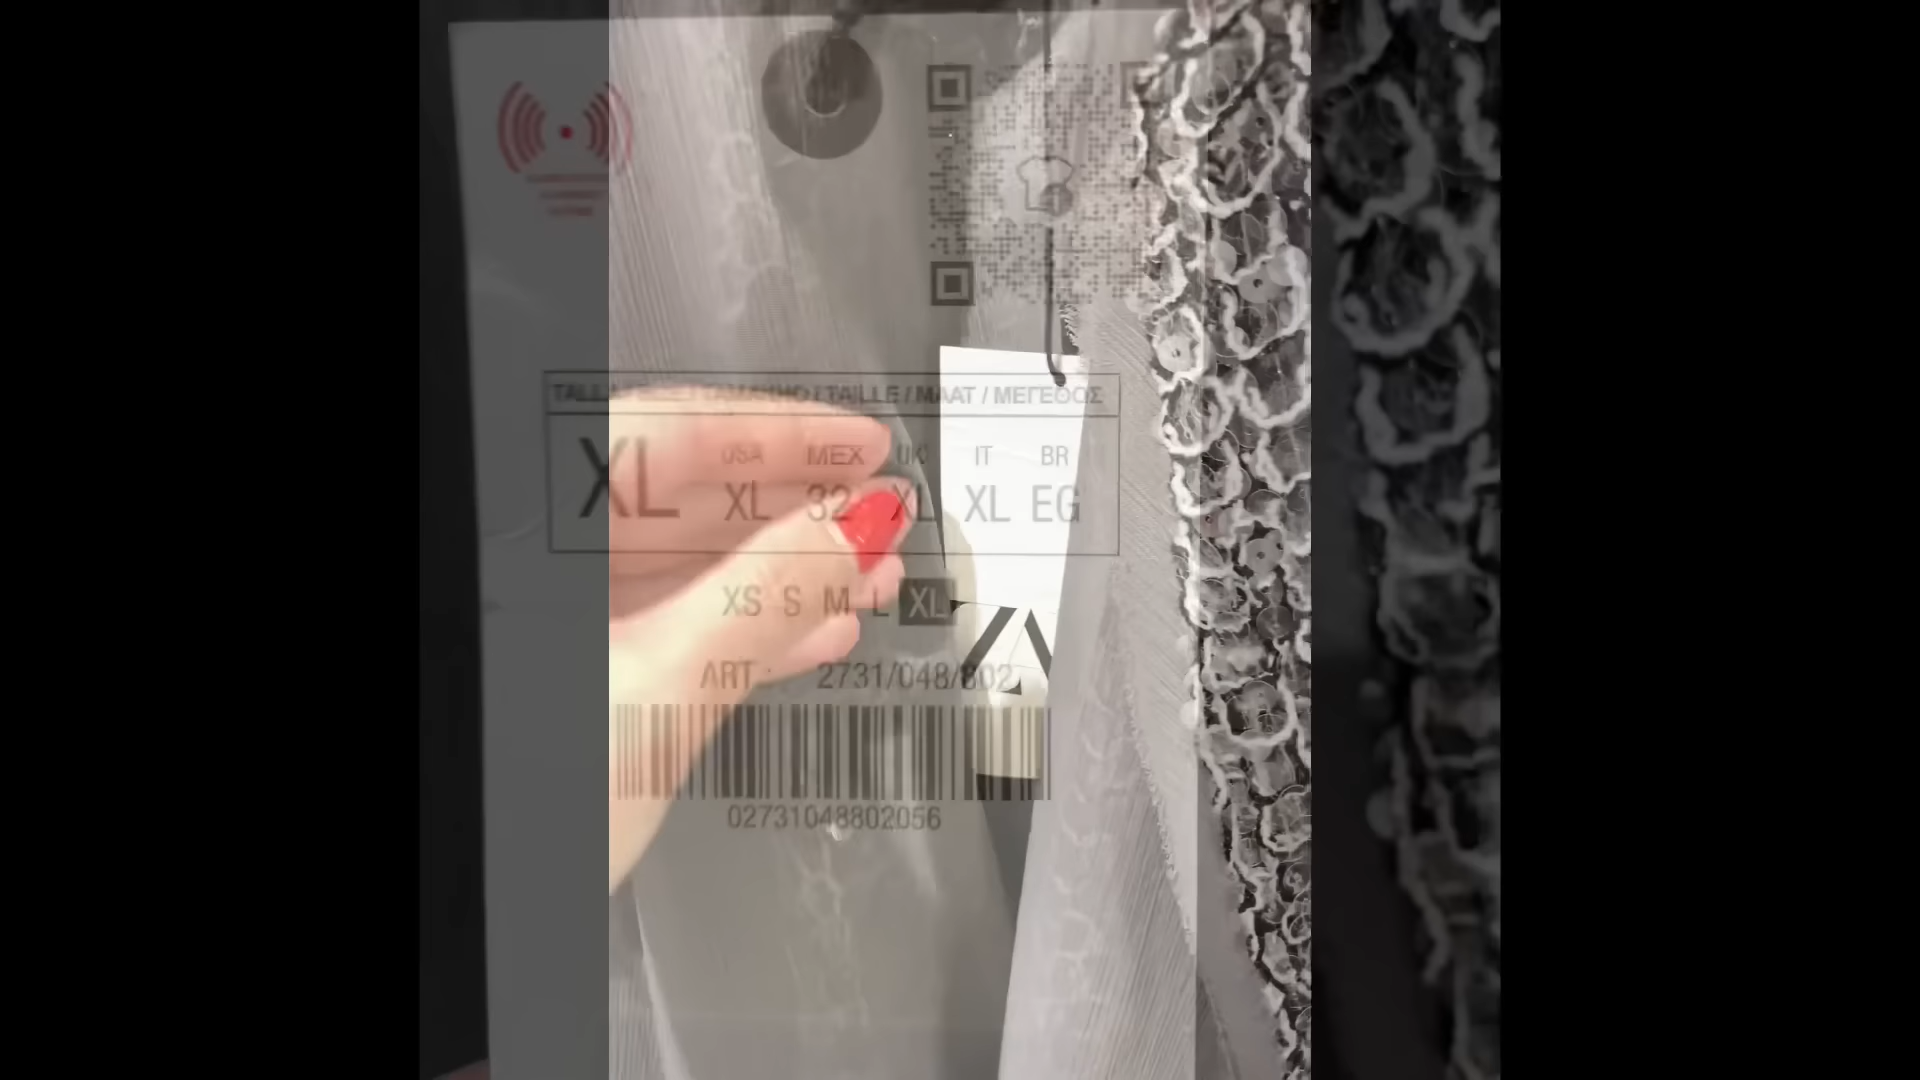 TAILLE / MAAT / ΜΕΓΕΘΟΣ
XL
USA MEX UK IT BR
XL 32 XL XL EG
XS S M L XL
ART.: 2731/048/802
02731048802056
ZA